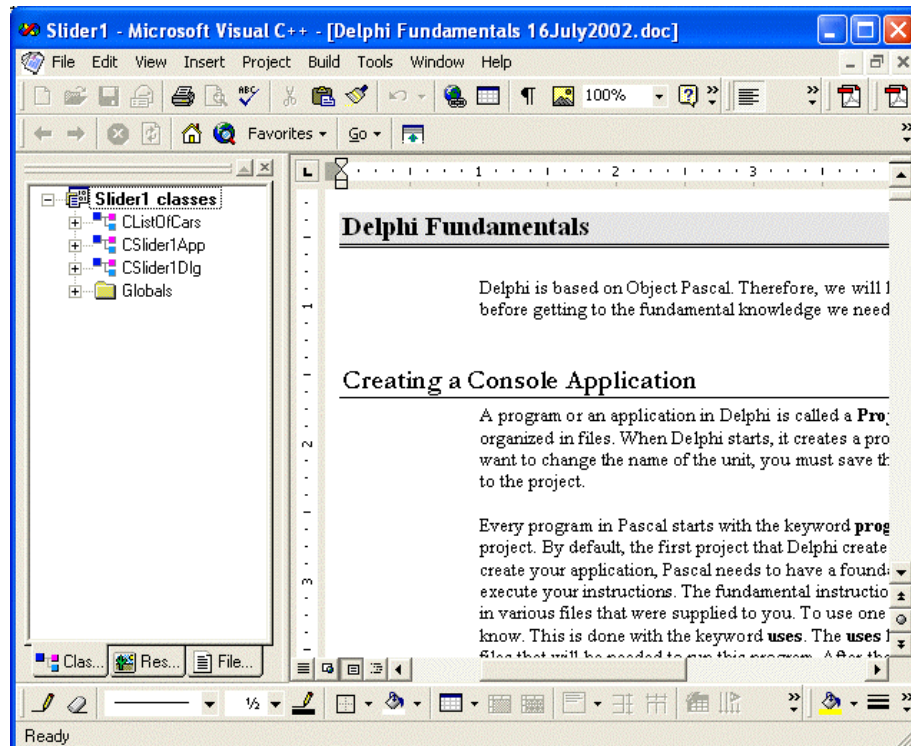 Slider1 - Microsoft Visual C++ - [Delphi Fundamentals 16July2002.doc]
File Edit View Insert Project Build Tools Window Help
ABC
100%
Favorites Go
L 1 2 3
Slider1 classes
CListOfCars
CSlider1App
CSlider1Dlg
Globals
Delphi Fundamentals
Delphi is based on Object Pascal. Therefore, we will
before getting to the fundamental knowledge we need
1
Creating a Console Application
A program or an application in Delphi is called a
organized in files. When Delphi starts, it creates a
2
want to change the name of the unit, you must save
to the project.
Every program in Pascal starts with the keyword
project. By default, the first project that Delphi create
create your application, Pascal needs to have a
3
execute your instructions. The fundamental
in various files that were supplied to you. To use one
know. This is done with the keyword uses. The uses
Clas... Res... File...
½
Ready